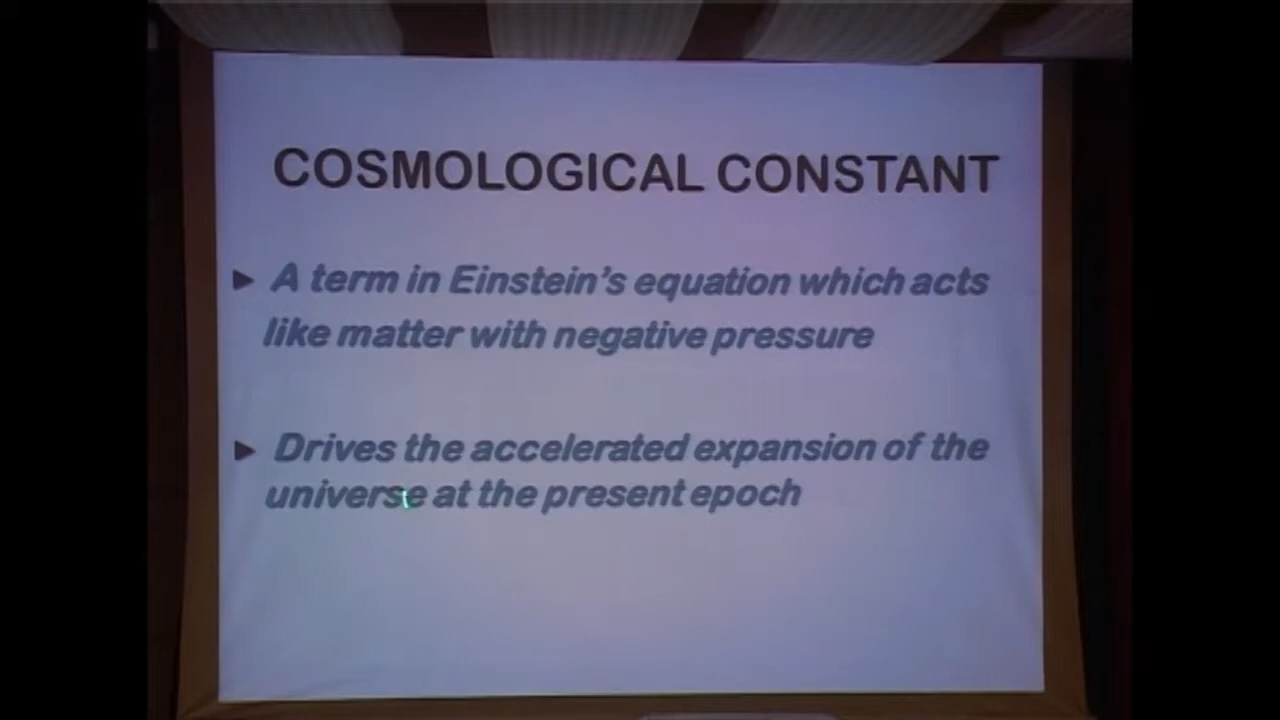 COSMOLOGICAL CONSTANT
A term in Einstein's equation which acts
like matter with negative pressure
Drives the accelerated expansion of the
universe at the present epoch